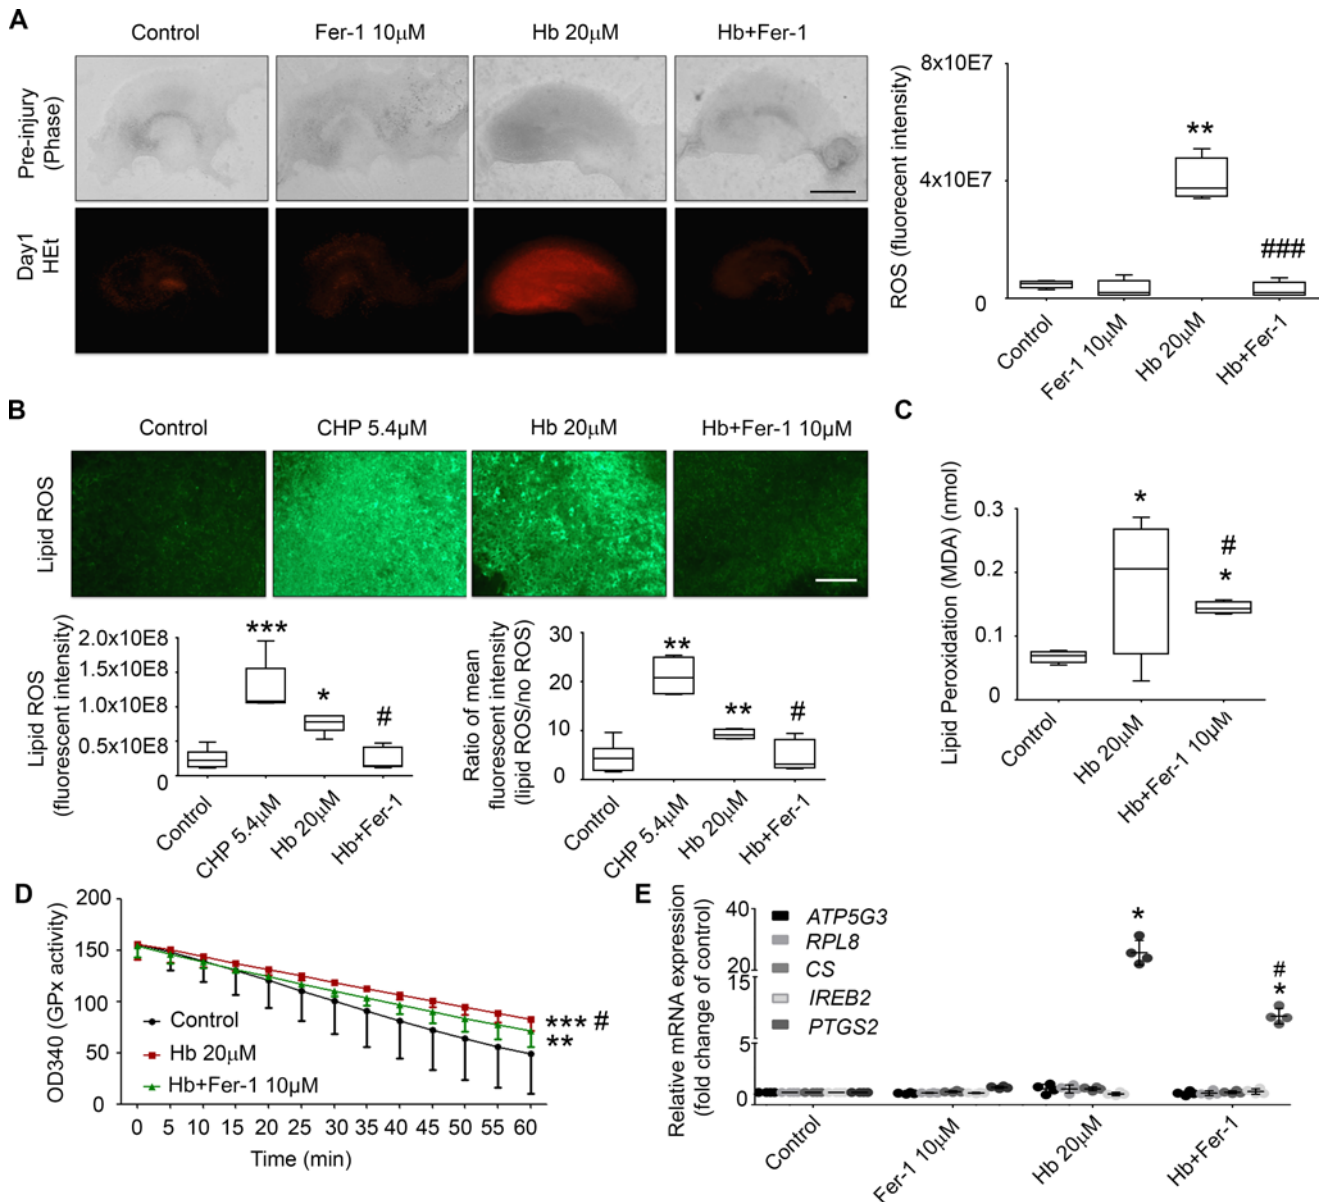 A
Control
Fer-1 10μM
Hb 20μM
Hb+Fer-1
Pre-injury
(Phase)
Day1
HEt
ROS (fluorecent intensity)
8x10E7
4x10E7
0
**
###
Control
Fer-1 10μM
Hb 20μM
Hb+Fer-1
B
Control
CHP 5.4μM
Hb 20μM
Hb+Fer-1 10μM
Lipid ROS
Lipid ROS
(fluorescent intensity)
2.0x10E8
1.5x10E8
1.0x10E8
0.5x10E8
0
***
*
#
Control
CHP 5.4μM
Hb 20μM
Hb+Fer-1
Ratio of mean
fluorescent intensity
(lipid ROS/no ROS)
30
20
10
0
**
**
#
Control
CHP 5.4μM
Hb 20μM
Hb+Fer-1
C
Lipid Peroxidation (MDA) (nmol)
0.3
0.2
0.1
0
*
#
*
Control
Hb 20μM
Hb+Fer-1 10μM
D
OD340 (GPx activity)
200
150
100
50
0
Control
Hb 20μM
Hb+Fer-1 10μM
*** #
**
0 5 10 15 20 25 30 35 40 45 50 55 60
Time (min)
E
Relative mRNA expression
(fold change of control)
40
20
15
5
0
ATP5G3
RPL8
CS
IREB2
PTGS2
*
#
*
Control
Fer-1 10μM
Hb 20μM
Hb+Fer-1